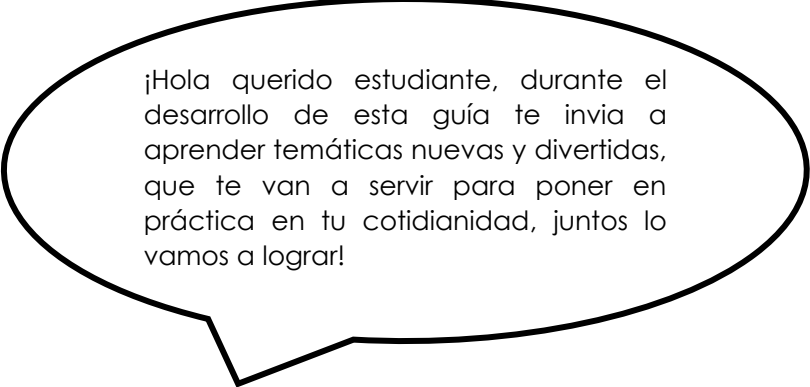 ¡Hola querido estudiante, durante el
desarrollo de esta guía te invia a
aprender temáticas nuevas y divertidas,
que te van a servir para poner en
práctica en tu cotidianidad, juntos lo
vamos a lograr!